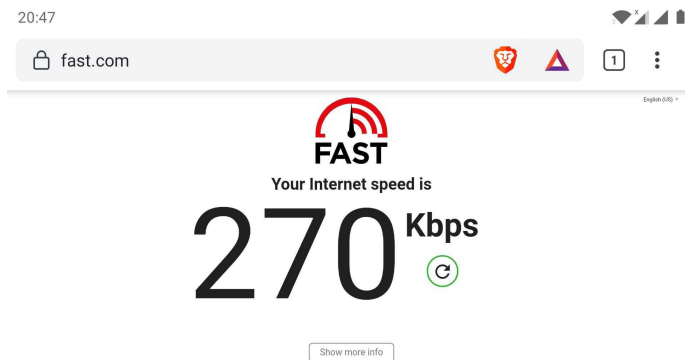 20:47
x
fast.com
1
English (US)
FAST
Your Internet speed is
270 Kbps
Show more info